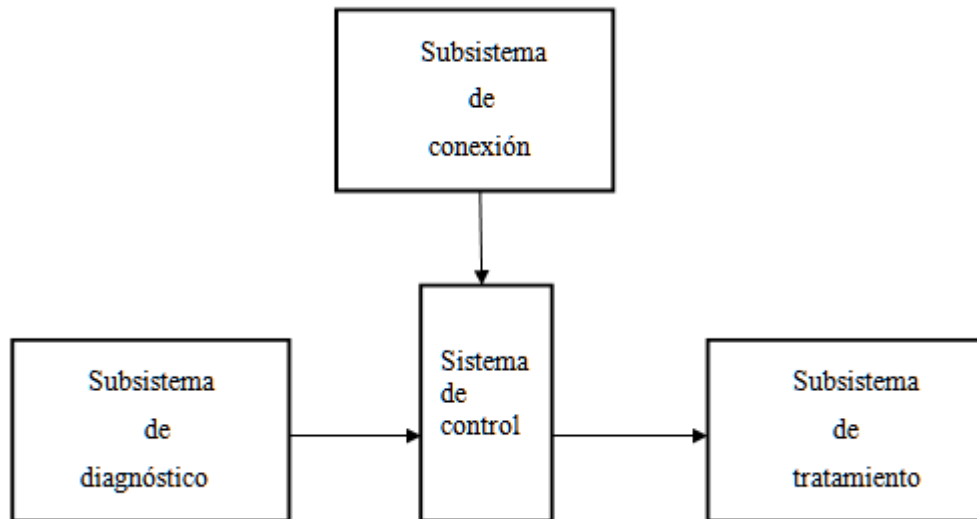 Subsistema
de
conexión
Subsistema
de
diagnóstico
Sistema
de
control
Subsistema
de
tratamiento